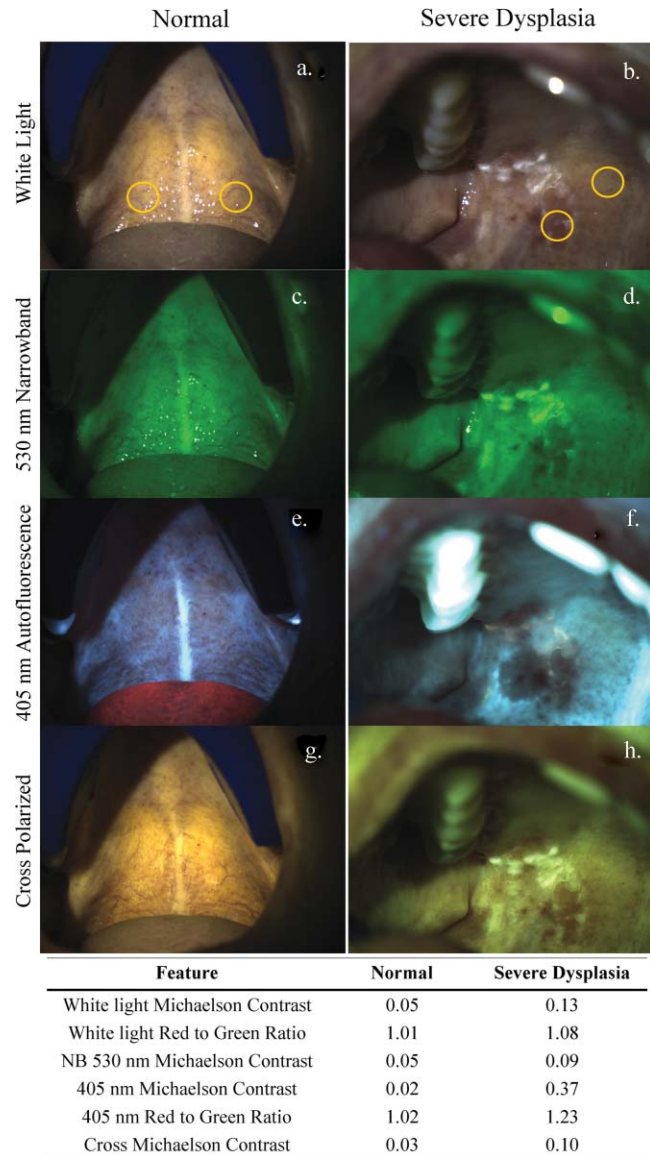 Normal Severe Dysplasia
White Light
a. b.
530 nm Narrowband
c. d.
405 nm Autofluorescence
e. f.
Cross Polarized
g. h.
Feature Normal Severe Dysplasia
White light Michaelson Contrast 0.05 0.13
White light Red to Green Ratio 1.01 1.08
NB 530 nm Michaelson Contrast 0.05 0.09
405 nm Michaelson Contrast 0.02 0.37
405 nm Red to Green Ratio 1.02 1.23
Cross Michaelson Contrast 0.03 0.10